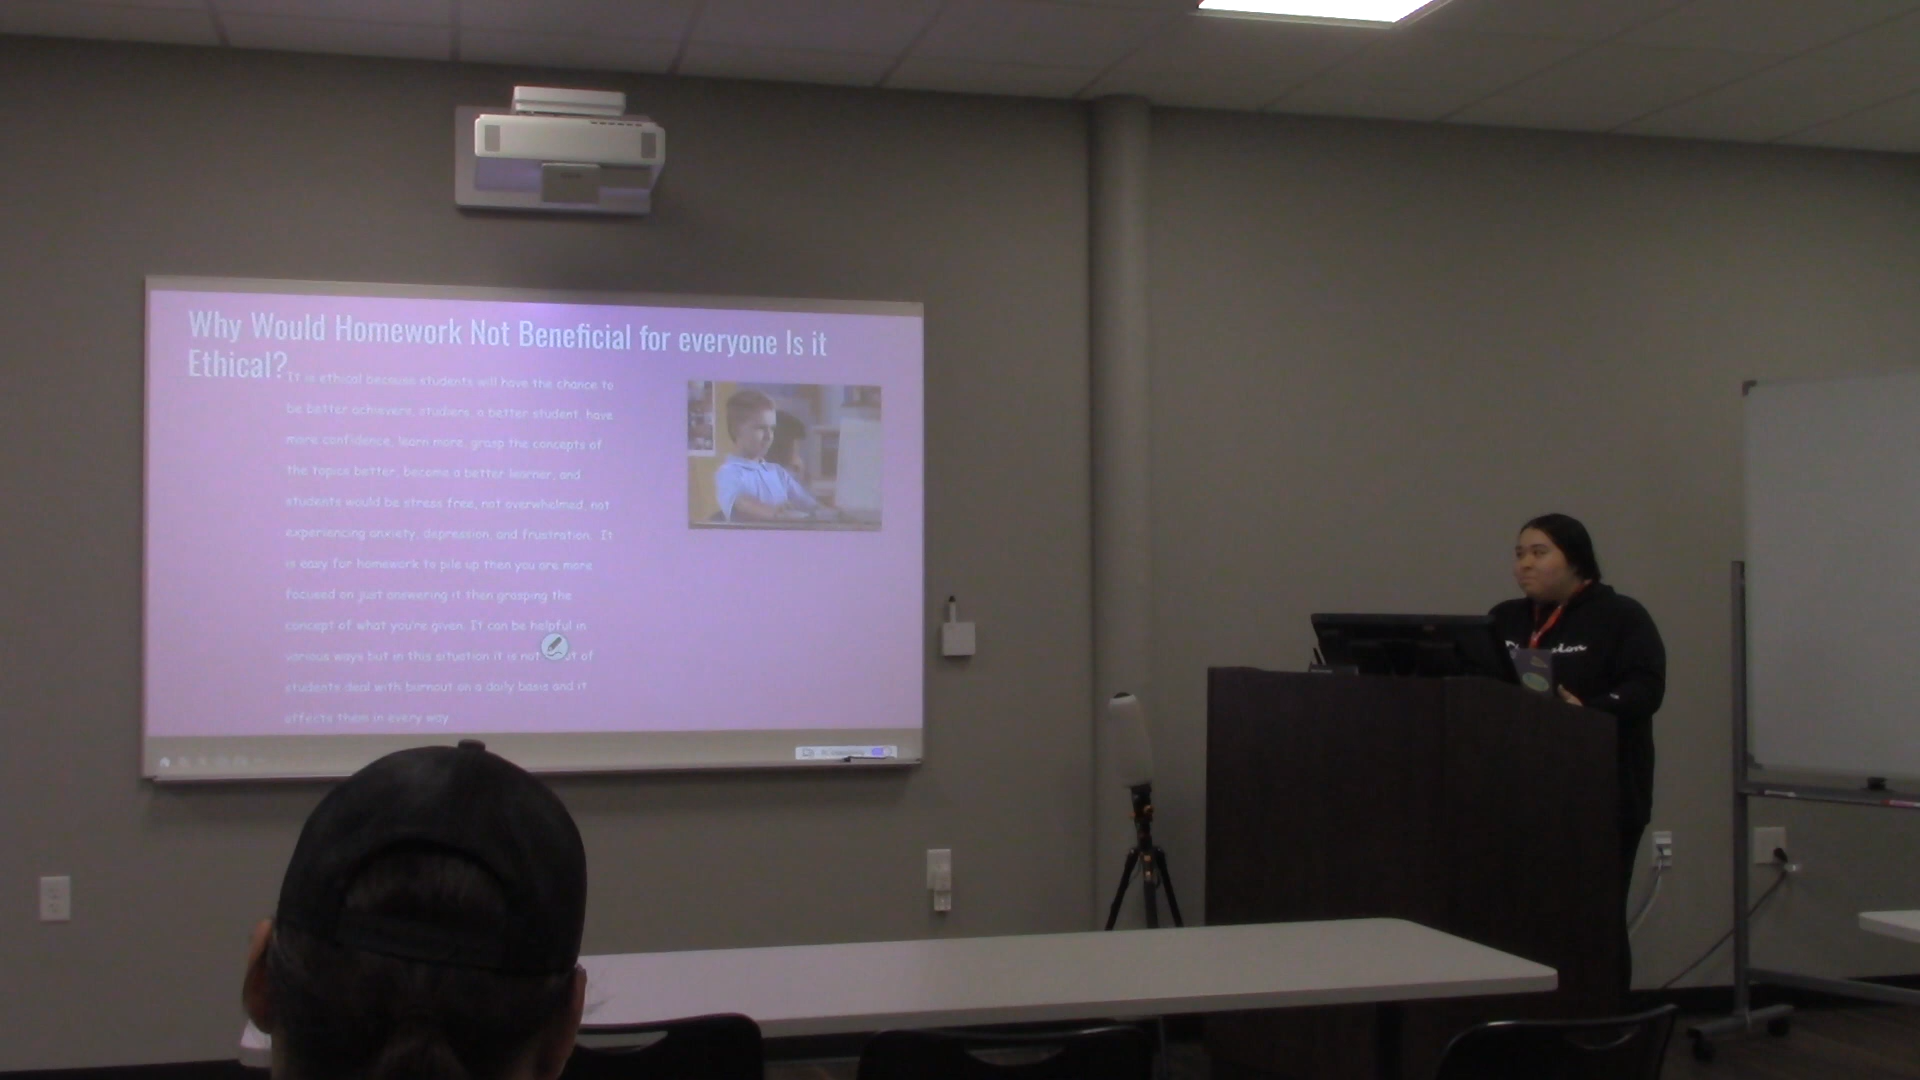 Why Would Homework Not Beneficial for everyone Is it
Ethical?
IT is ethical because students will have the chance to
be better achievers, studiers, a better student, have
more confidence, learn more, grasp the concepts of
the topics better, become a better learner, and
students would be stress free, not overwhelmed, not
experiencing anxiety, depression, and frustration. It
is easy for homework to pile up then you are more
focused on just answering it then grasping the
concept of what you're given. IT can be helpful in
various ways but in this situation it is not of
students deal with burnout on a daily basis and it
affects them in every way